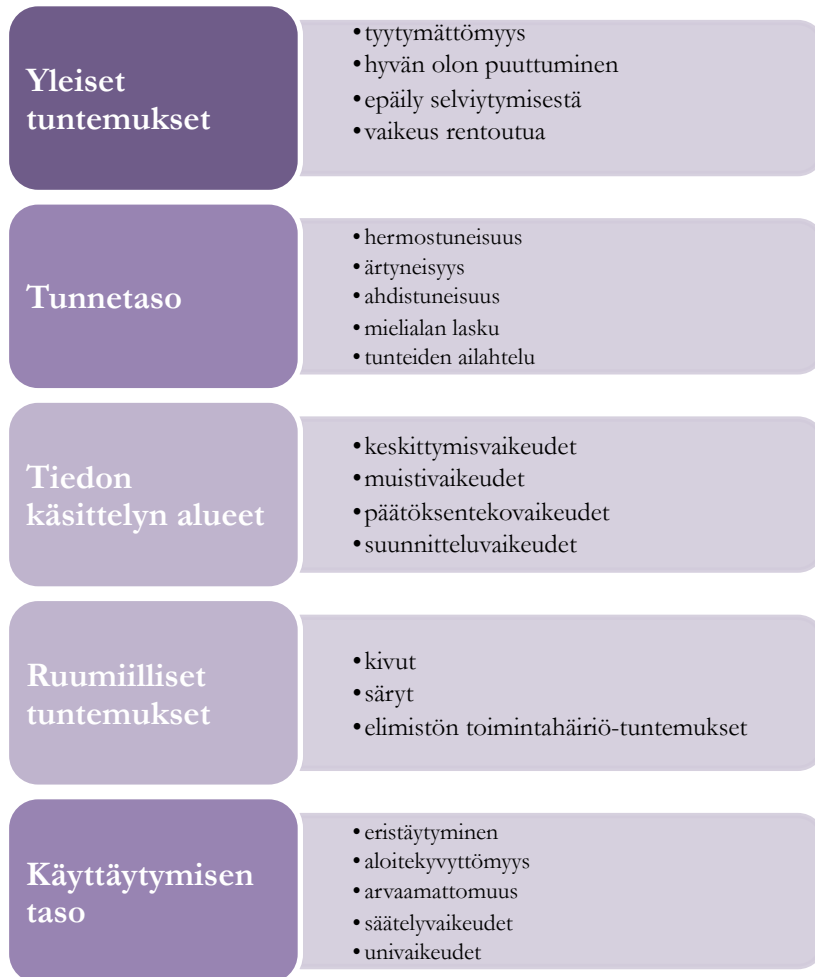 Yleiset
tuntemukset
•tyytymättömyys
•hyvän olon puuttuminen
•epäily selviytymisestä
•vaikeus rentoutua
Tunnetaso
•hermostuneisuus
•ärtyneisyys
•ahdistuneisuus
•mielialan lasku
•tunteiden ailahtelu
Tiedon
käsittelyn alueet
•keskittymisvaikeudet
•muistivaikeudet
•päätöksentekovaikeudet
•suunnitteluvaikeudet
Ruumiilliset
tuntemukset
•kivut
•säryt
•elimistön toimintahäiriö-tuntemukset
Käyttäytymisen
taso
•eristäytyminen
•aloitekyvyttömyys
•arvaamattomuus
•säätelyvaikeudet
•univaikeudet